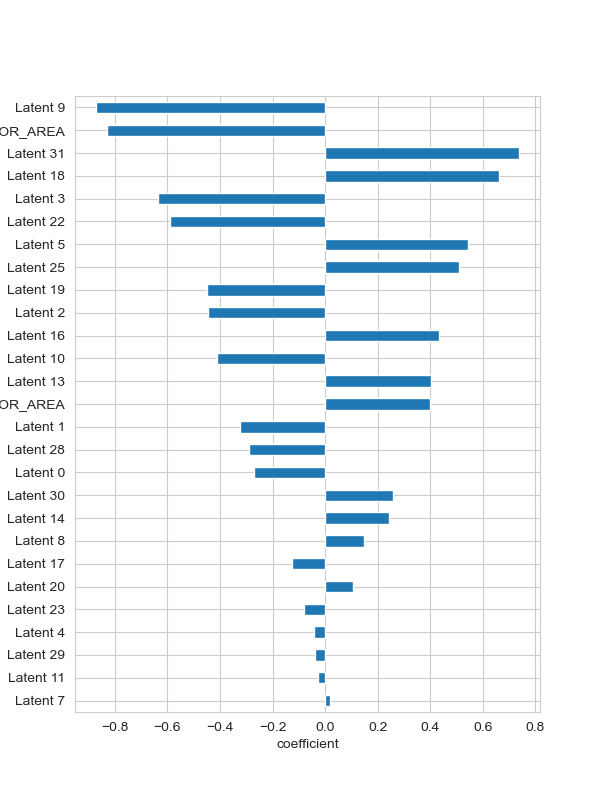 Latent 9
OR_AREA
Latent 31
Latent 18
Latent 3
Latent 22
Latent 5
Latent 25
Latent 19
Latent 2
Latent 16
Latent 10
Latent 13
OR_AREA
Latent 1
Latent 28
Latent 0
Latent 30
Latent 14
Latent 8
Latent 17
Latent 20
Latent 23
Latent 4
Latent 29
Latent 11
Latent 7
−0.8 −0.6 −0.4 −0.2 0.0 0.2 0.4 0.6 0.8
coefficient